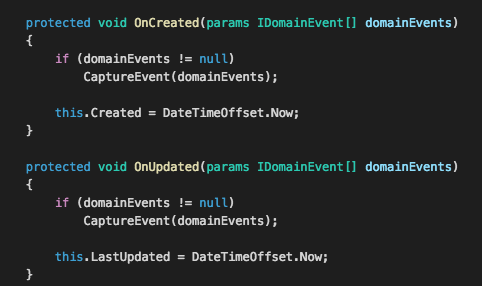 protected void OnCreated(params IDomainEvent[] domainEvents)
{
    if (domainEvents != null)
        CaptureEvent(domainEvents);

    this.Created = DateTimeOffset.Now;
}

protected void OnUpdated(params IDomainEvent[] domainEvents)
{
    if (domainEvents != null)
        CaptureEvent(domainEvents);

    this.LastUpdated = DateTimeOffset.Now;
}